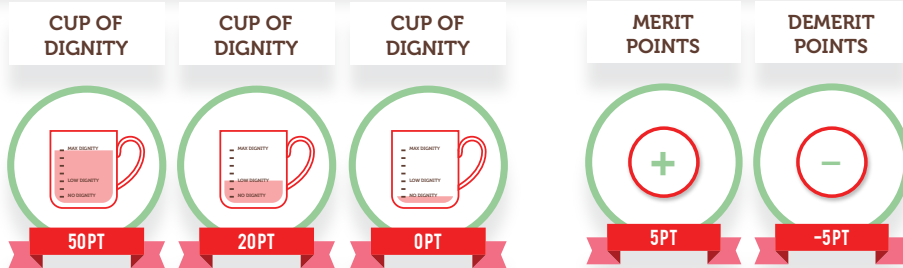 CUP OF
DIGNITY
MAX DIGNITY
LOW DIGNITY
NO DIGNITY
50PT
CUP OF
DIGNITY
MAX DIGNITY
LOW DIGNITY
NO DIGNITY
20PT
CUP OF
DIGNITY
MAX DIGNITY
LOW DIGNITY
NO DIGNITY
0PT
MERIT
POINTS
+
5PT
DEMERIT
POINTS
-
-5PT